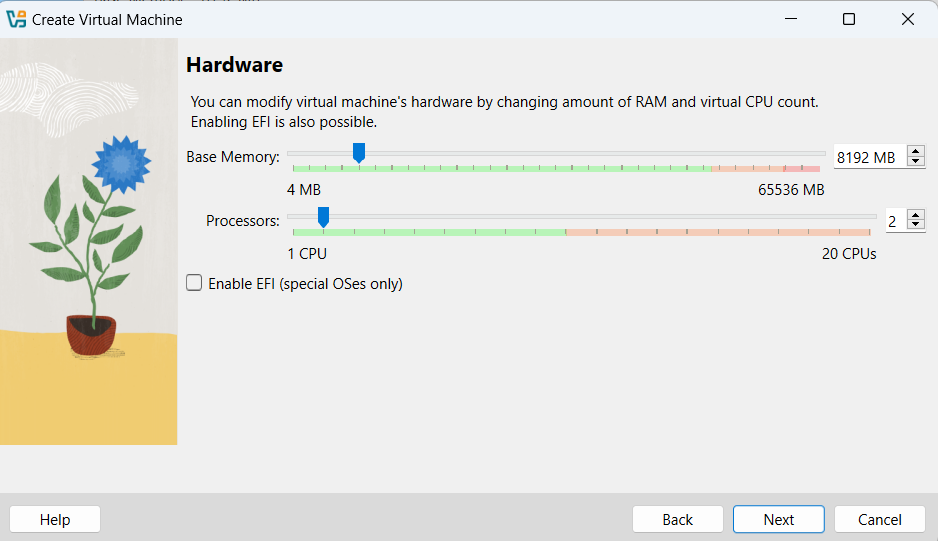 Create Virtual Machine
Hardware
You can modify virtual machine's hardware by changing amount of RAM and virtual CPU count.
Enabling EFI is also possible.
Base Memory:
8192 MB
4 MB
65536 MB
Processors:
2
1 CPU
20 CPUs
Enable EFI (special OSes only)
Help
Back
Next
Cancel